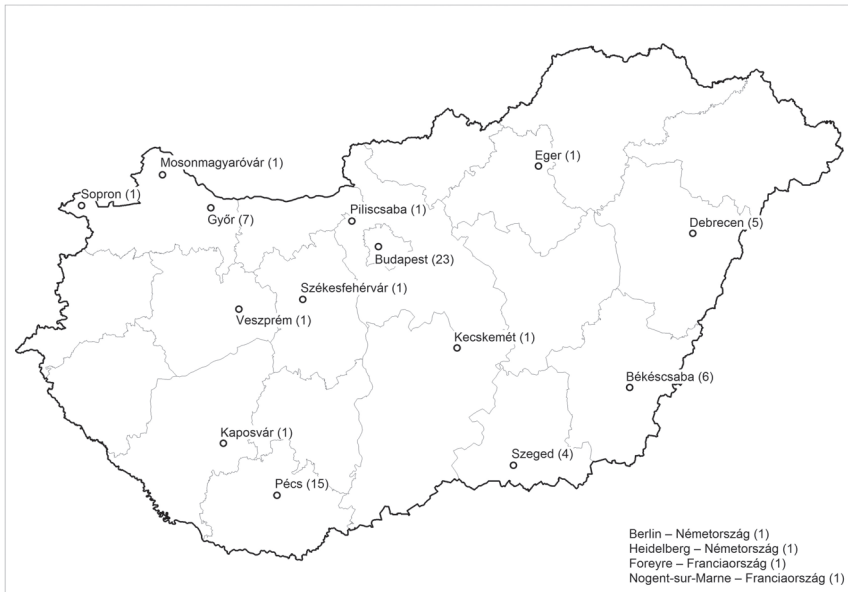 Mosonmagyaróvár (1)
Eger (1)
Sopron (1)
Győr (7)
Piliscsaba (1)
Debrecen (5)
Budapest (23)
Székesfehérvár (1)
Veszprém (1)
Kecskemét (1)
Békéscsaba (6)
Kaposvár (1)
Szeged (4)
Pécs (15)
Berlin – Németország (1)
Heidelberg – Németország (1)
Foreyre – Franciaország (1)
Nogent-sur-Marne – Franciaország (1)